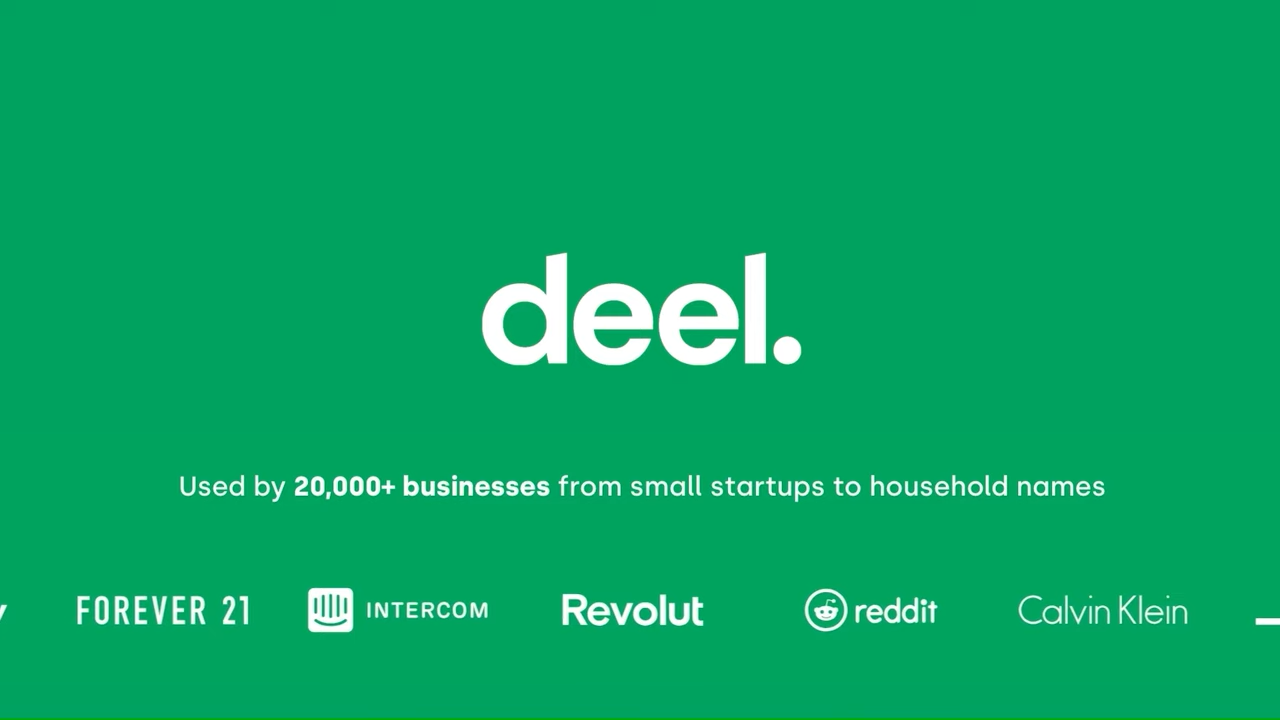 deel.
Used by 20,000+ businesses from small startups to household names
FOREVER 21 INTERCOM Revolut reddit Calvin Klein